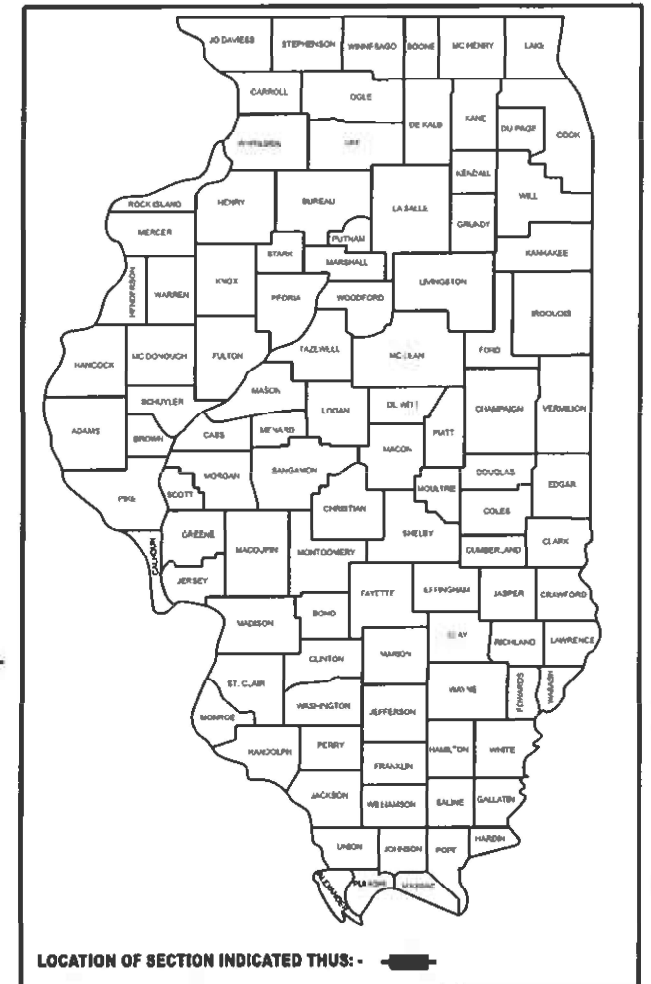 JO DAVIESS STEPHENSON WINNEBAGO BOONE MC HENRY LAKE
CARROLL OGLE DE KALB KANE DU PAGE COOK
WHITESIDE LEE KENDALL WILL
ROCK ISLAND HENRY BUREAU LA SALLE GRUNDY
MERCER STARK PUTNAM MARSHALL KANKAKEE
HENDERSON WARREN KNOX PEORIA WOODFORD LIVINGSTON IROQUOIS
HANCOCK MC DONOUGH FULTON TAZEWELL MC LEAN FORD
SCHUYLER MASON LOGAN DE WITT CHAMPAIGN VERMILION
ADAMS BROWN CASS MENARD MACON PIATT
PIKE SCOTT MORGAN SANGAMON MOULTRIE DOUGLAS EDGAR
CHRISTIAN COLES
CALHOUN GREENE MACOUPIN MONTGOMERY SHELBY CUMBERLAND CLARK
JERSEY FAYETTE EFFINGHAM JASPER CRAWFORD
MADISON BOND RICHLAND LAWRENCE
CLINTON MARION
ST. CLAIR WASHINGTON JEFFERSON WAYNE EDWARDS WABASH
MONROE
RANDOLPH PERRY FRANKLIN HAMILTON WHITE
JACKSON WILLIAMSON SALINE GALLATIN
UNION JOHNSON POPE HARDIN
ALEXANDER
LOCATION OF SECTION INDICATED THUS: -